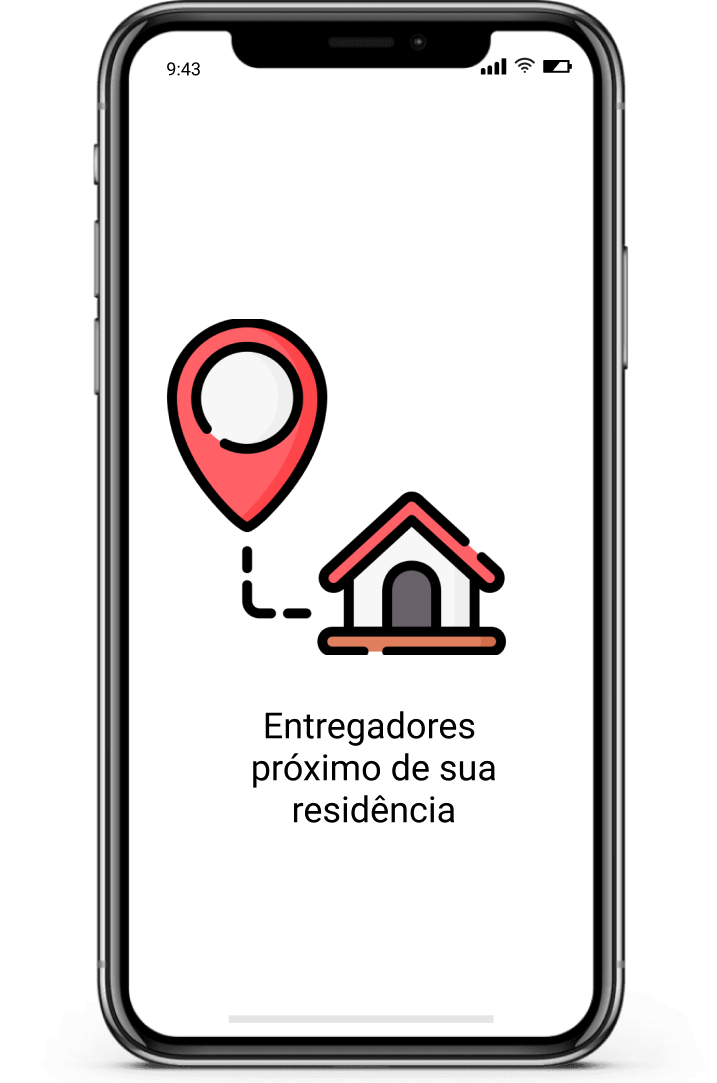 9:43
Entregadores
próximo de sua
residência